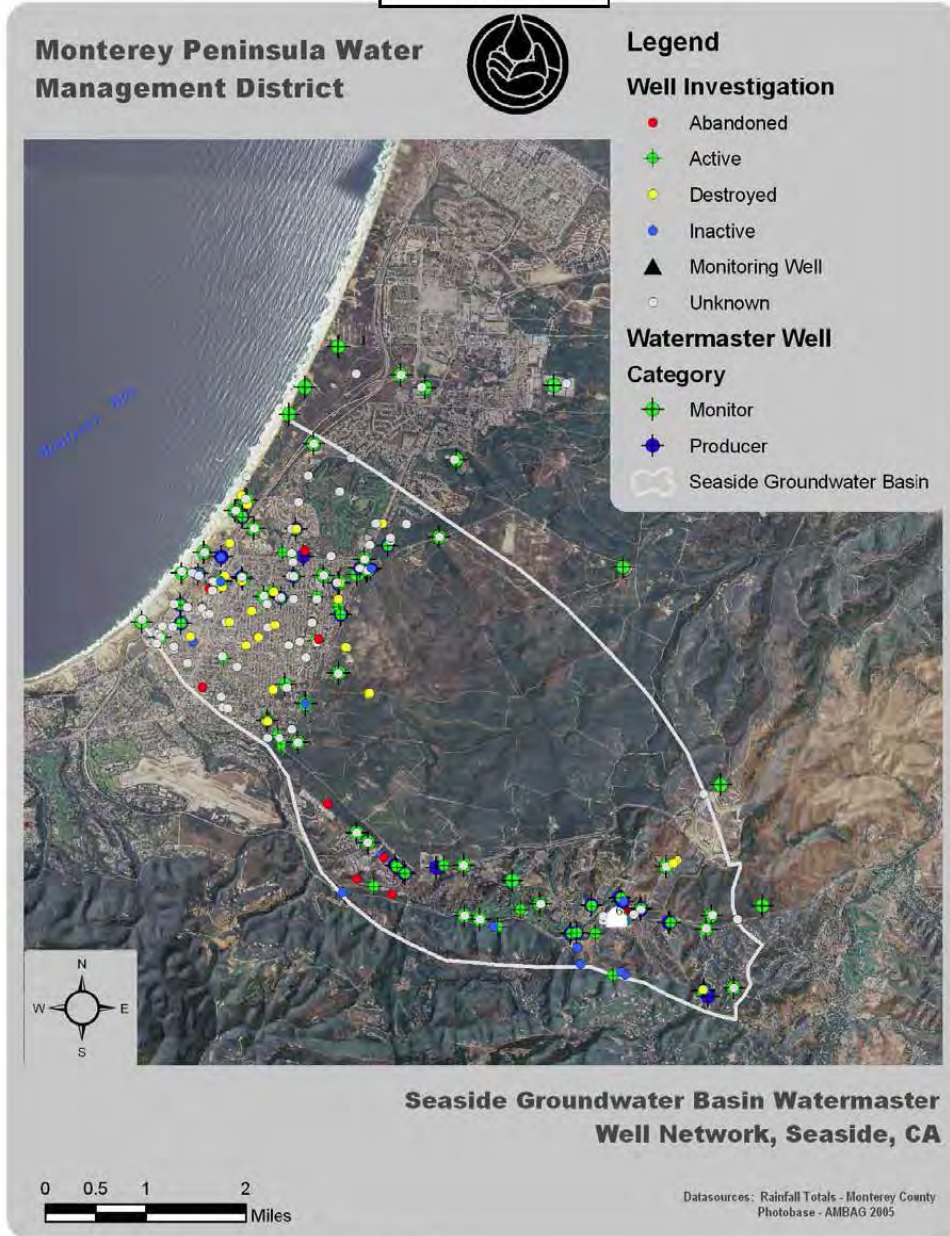 Monterey Peninsula Water
Management District
Legend
Well Investigation
Abandoned
Active
Destroyed
Inactive
Monitoring Well
Unknown
Watermaster Well
Category
Monitor
Producer
Seaside Groundwater Basin
Monterey
N
W
E
S
Seaside Groundwater Basin Watermaster
Well Network, Seaside, CA
0 0.5 1 2
Miles
Datasources: Rainfall Totals - Monterey County
Photobase - AMBAG 2005